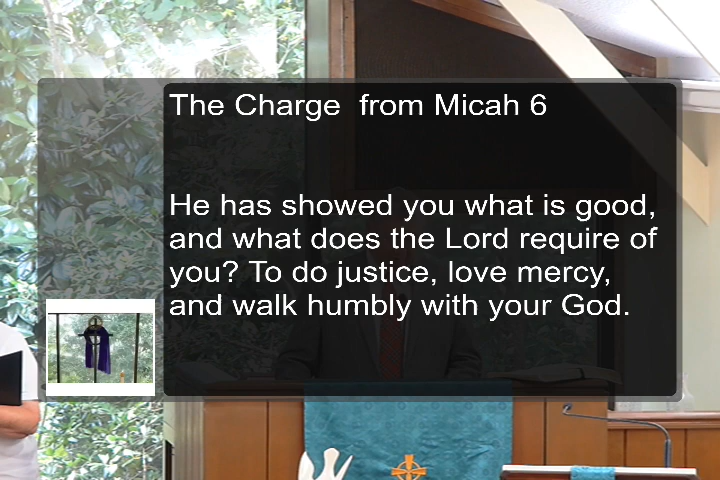 The Charge  from Micah 6
He has showed you what is good,
and what does the Lord require of
you? To do justice, love mercy,
and walk humbly with your God.